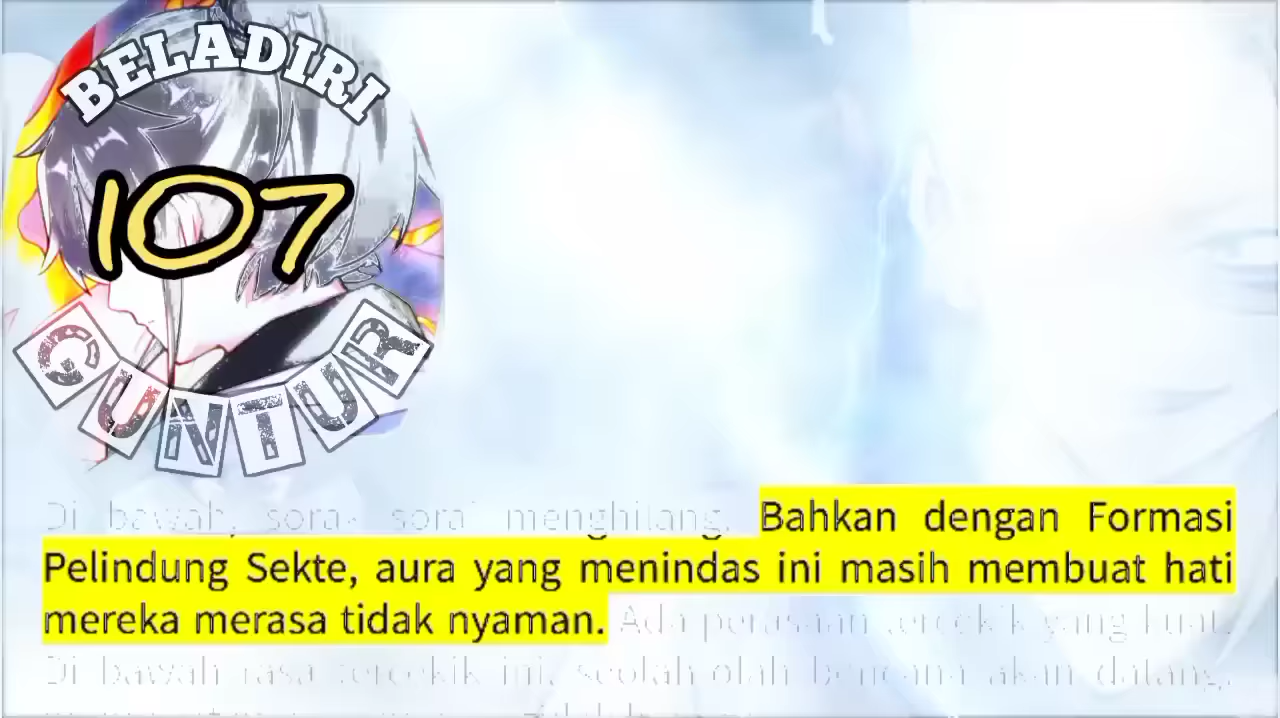 BELADIRI
107
GUNTUR
Di bawah, sorak sorai menghilang. Bahkan dengan Formasi
Pelindung Sekte, aura yang menindas ini masih membuat hati
mereka merasa tidak nyaman. Ada perasaan tercekik yang kuat.
Di bawah rasa tercekik ini, seolah-olah bencana akan datang,